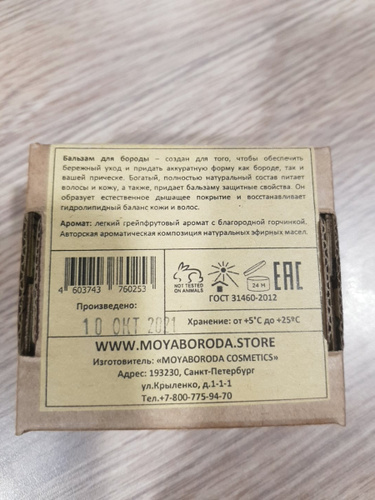 Бальзам для бороды – создан для того, чтобы обеспечить
бережный уход и придать аккуратную форму как бороде, так и
вашей прическе. Богатый, полностью натуральный состав питает
волосы и кожу, а также, придаёт бальзаму защитные свойства. Он
образует естественное дышащее покрытие и восстанавливает
гидролипидный баланс кожи и волос.
Аромат: легкий грейпфрутовый аромат с благородной горчинкой.
Авторская ароматическая композиция натуральных эфирных масел.
4 603743 760253
NOT TESTED
ON ANIMALS
24 H
EAC
ГОСТ 31460-2012
Произведено:
10 ОКТ 2021
Хранение: от +5°C до +25ºC
WWW.MOYABORODA.STORE
Изготовитель: «MOYABORODA COSMETICS»
Адрес: 193230, Санкт-Петербург
ул.Крыленко, д.1-1-1
Тел.+7-800-775-94-70